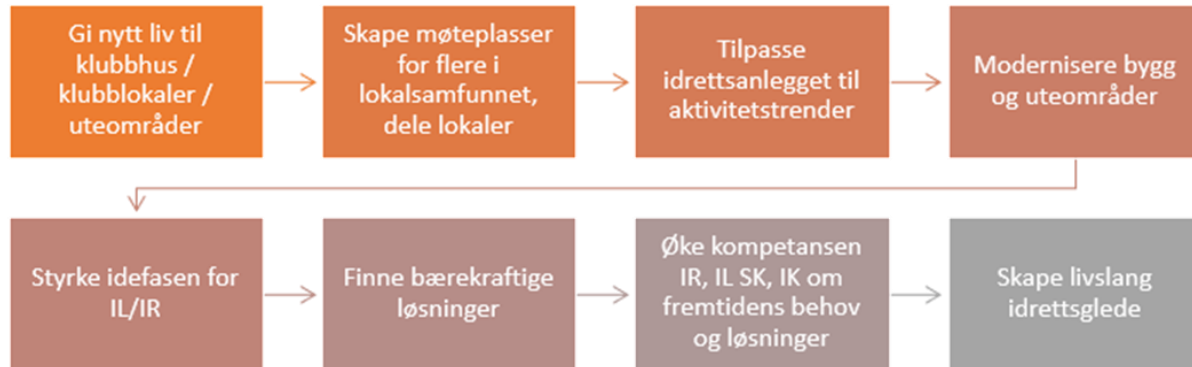 Gi nytt liv til
klubbhus /
klubblokaler /
uteområder
Skape møteplasser
for flere i
lokalsamfunnet,
dele lokaler
Tilpasse
idrettsanlegget til
aktivitetstrender
Modernisere bygg
og uteområder
Styrke idefasen for
IL/IR
Finne bærekraftige
løsninger
Øke kompetansen
IR, IL SK, IK om
fremtidens behov
og løsninger
Skape livslang
idrettsglede